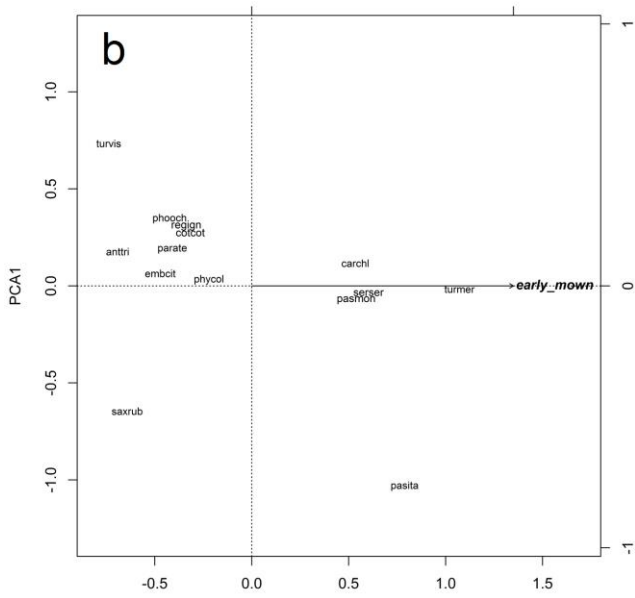 b
1
1.0
turvis
0.5
phooch
region
cotcot
anttri
parate
embcit
phycol
carchl
PCA1
0.0
serser
pasmon
turmer
early_mown
0
-0.5
saxrub
-1.0
pasita
-1
-0.5
0.0
0.5
1.0
1.5